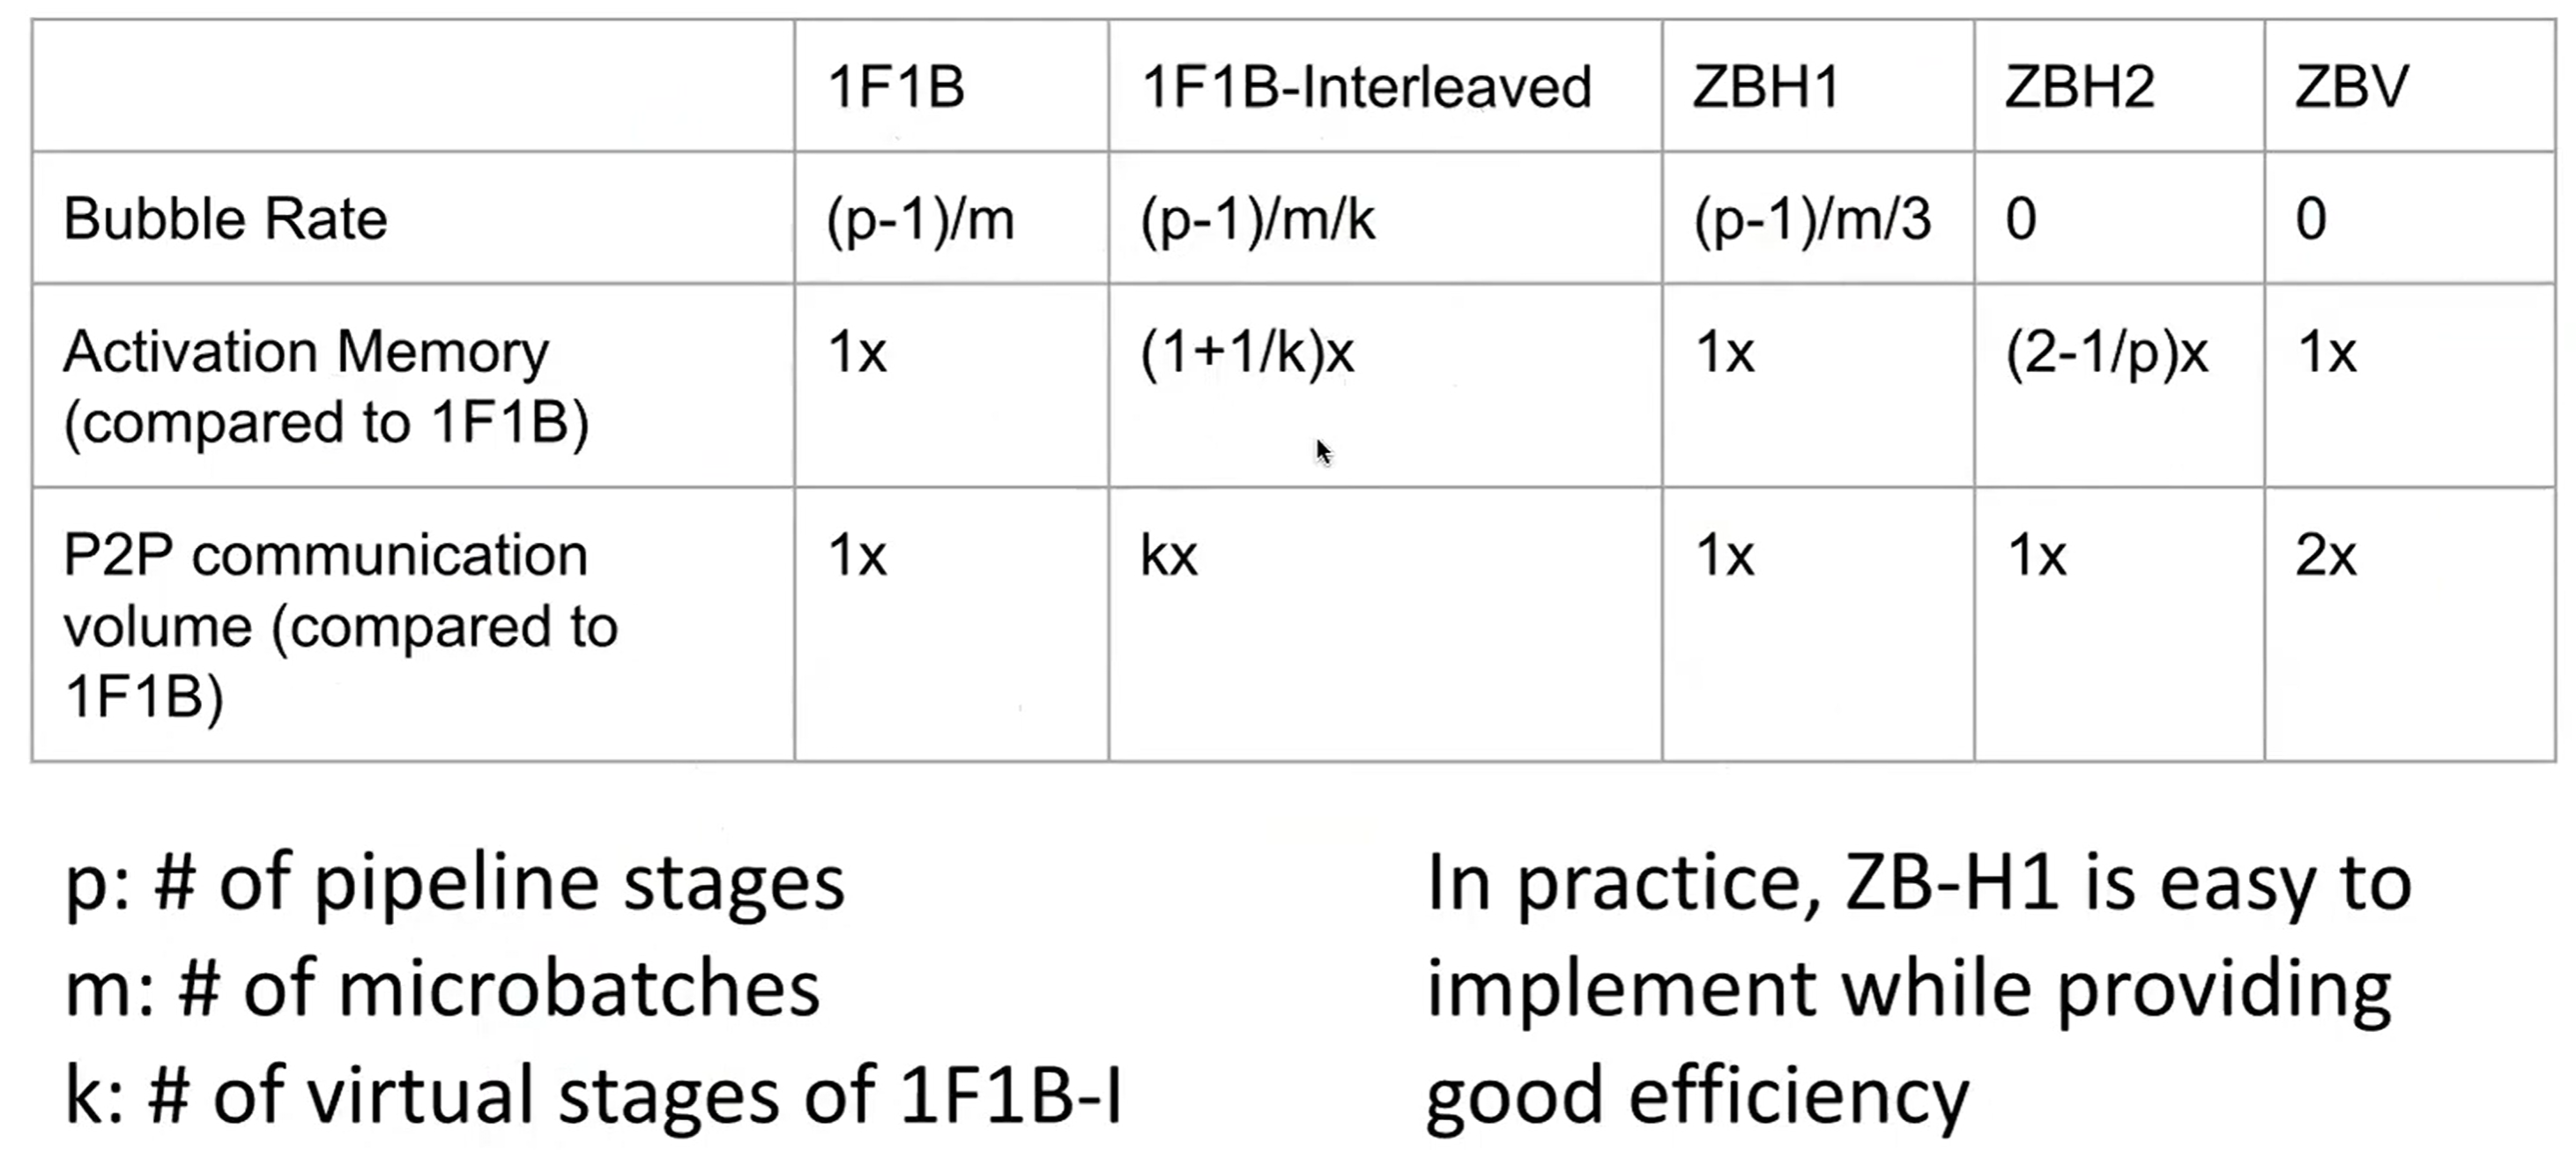 1F1B 1F1B-Interleaved ZBH1 ZBH2 ZBV
Bubble Rate (p-1)/m (p-1)/m/k (p-1)/m/3 0 0
Activation Memory 1x (1+1/k)x 1x (2-1/p)x 1x
(compared to 1F1B)
P2P communication 1x kx 1x 1x 2x
volume (compared to
1F1B)
p: # of pipeline stages
m: # of microbatches
k: # of virtual stages of 1F1B-I
In practice, ZB-H1 is easy to
implement while providing
good efficiency